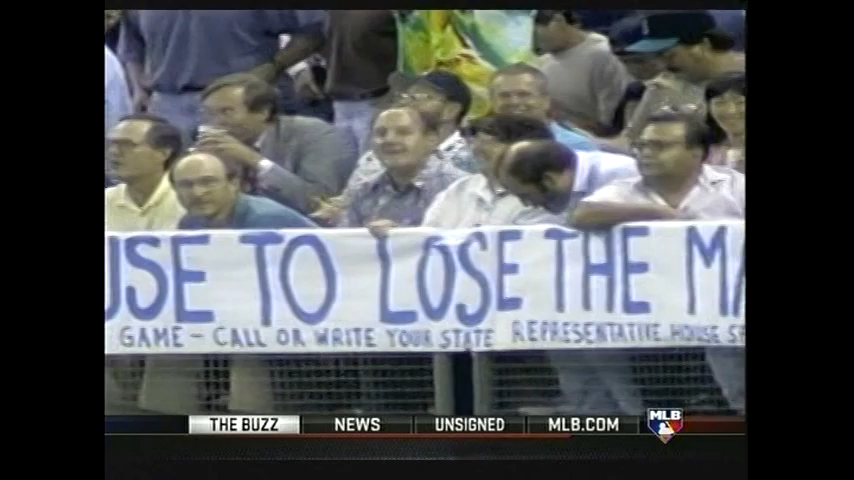 USE TO LOSE THE MA
GAME - CALL OR WRITE YOUR STATE REPRESENTATIVE. HOUSE SP
THE BUZZ NEWS UNSIGNED MLB.COM MLB